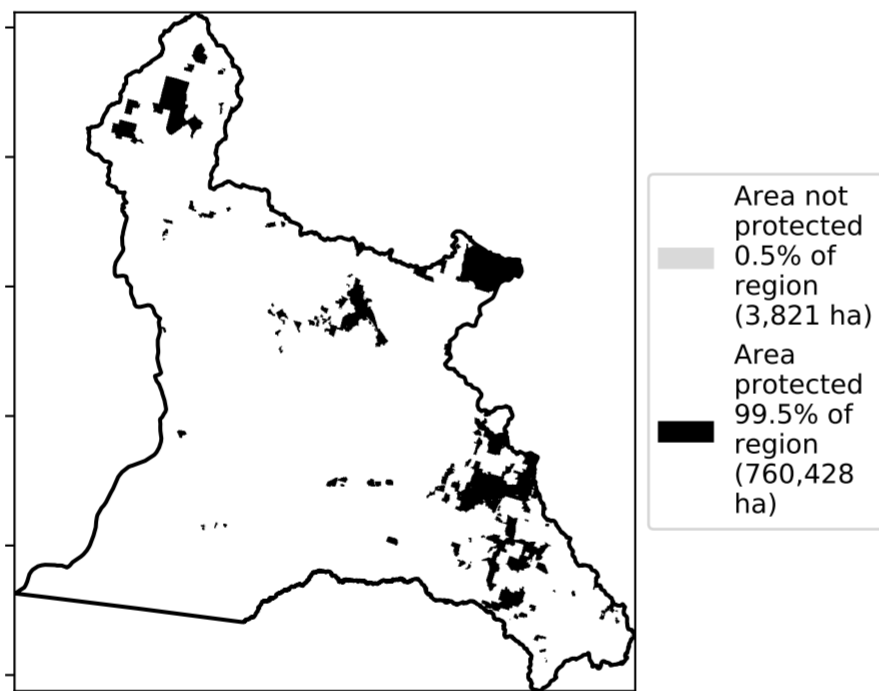 Area not
protected
0.5% of
region
(3,821 ha)
Area
protected
99.5% of
region
(760,428
ha)